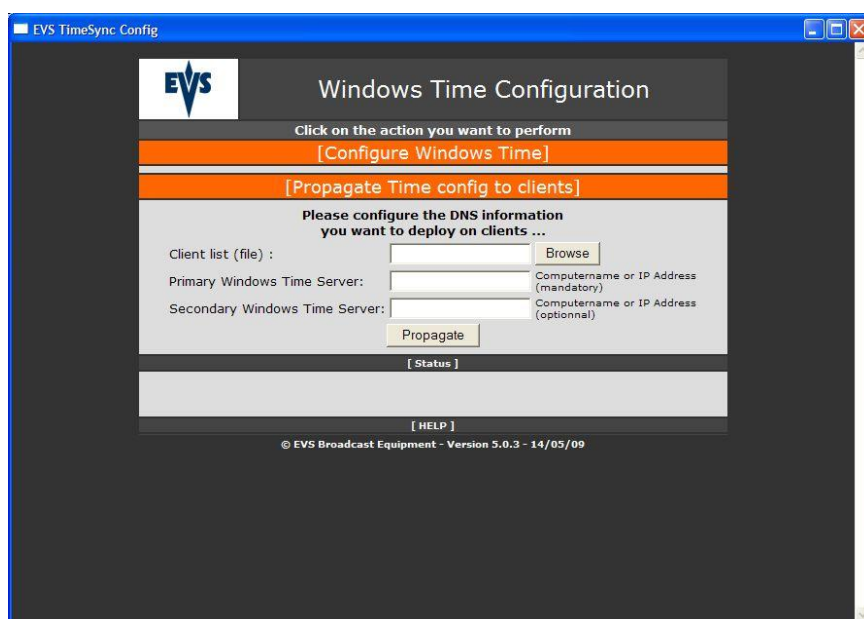 EVS TimeSync Config
EVS
Windows Time Configuration
Click on the action you want to perform
[Configure Windows Time]
[Propagate Time config to clients]
Please configure the DNS information
you want to deploy on clients ...
Client list (file) :
Browse
Primary Windows Time Server:
Computername or IP Address
(mandatory)
Secondary Windows Time Server:
Computername or IP Address
(optionnal)
Propagate
[ Status ]
[ HELP ]
© EVS Broadcast Equipment - Version 5.0.3 - 14/05/09